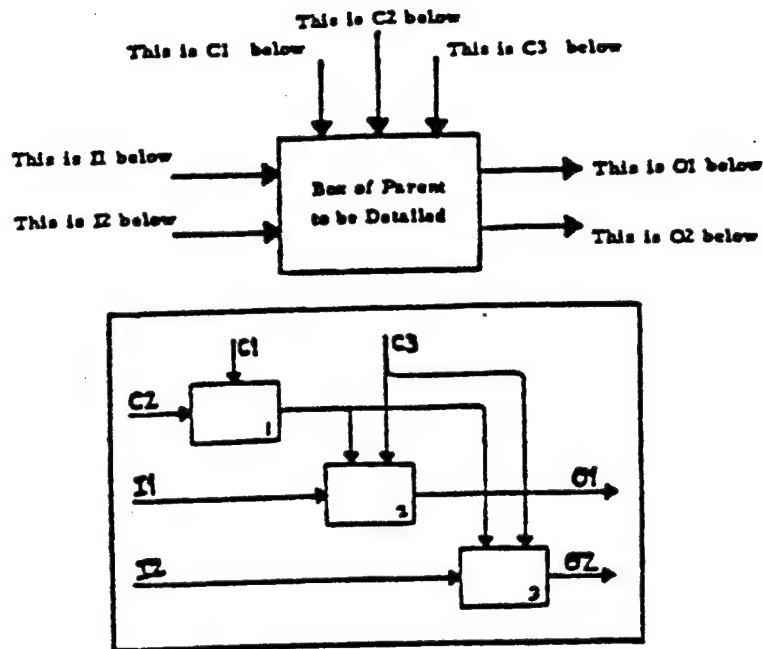 This is C2 below
This is C1 below
This is C3 below
This is I1 below
This is I2 below
Box of Parent
to be Detailed
This is O1 below
This is O2 below
C1
C3
C2
1
I1
2
O1
I2
3
O2